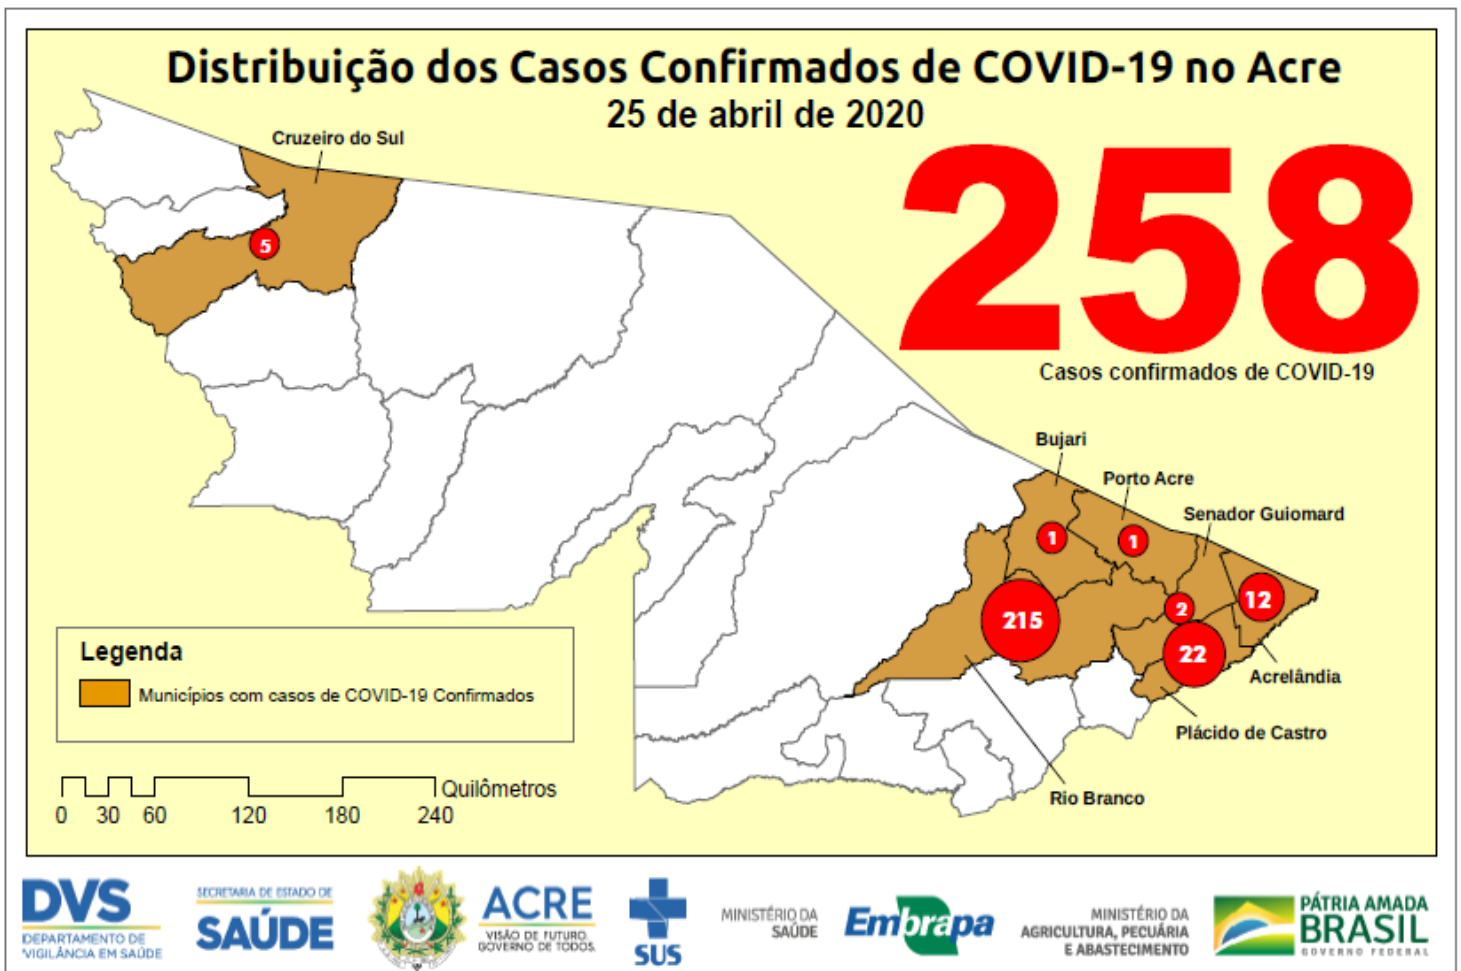 Distribuição dos Casos Confirmados de COVID-19 no Acre
25 de abril de 2020
258
Casos confirmados de COVID-19
Cruzeiro do Sul
5
Bujari
Porto Acre
Senador Guiomard
1
1
2
12
215
22
Acrelândia
Plácido de Castro
Rio Branco
Legenda
Municípios com casos de COVID-19 Confirmados
Quilômetros
0 30 60 120 180 240
DVS
DEPARTAMENTO DE
VIGILÂNCIA EM SAÚDE
SECRETARIA DE ESTADO DE
SAÚDE
ACRE
VISÃO DE FUTURO.
GOVERNO DE TODOS.
SUS
MINISTÉRIO DA
SAÚDE
Embrapa
MINISTÉRIO DA
AGRICULTURA, PECUÁRIA
E ABASTECIMENTO
PÁTRIA AMADA
BRASIL
GOVERNO FEDERAL